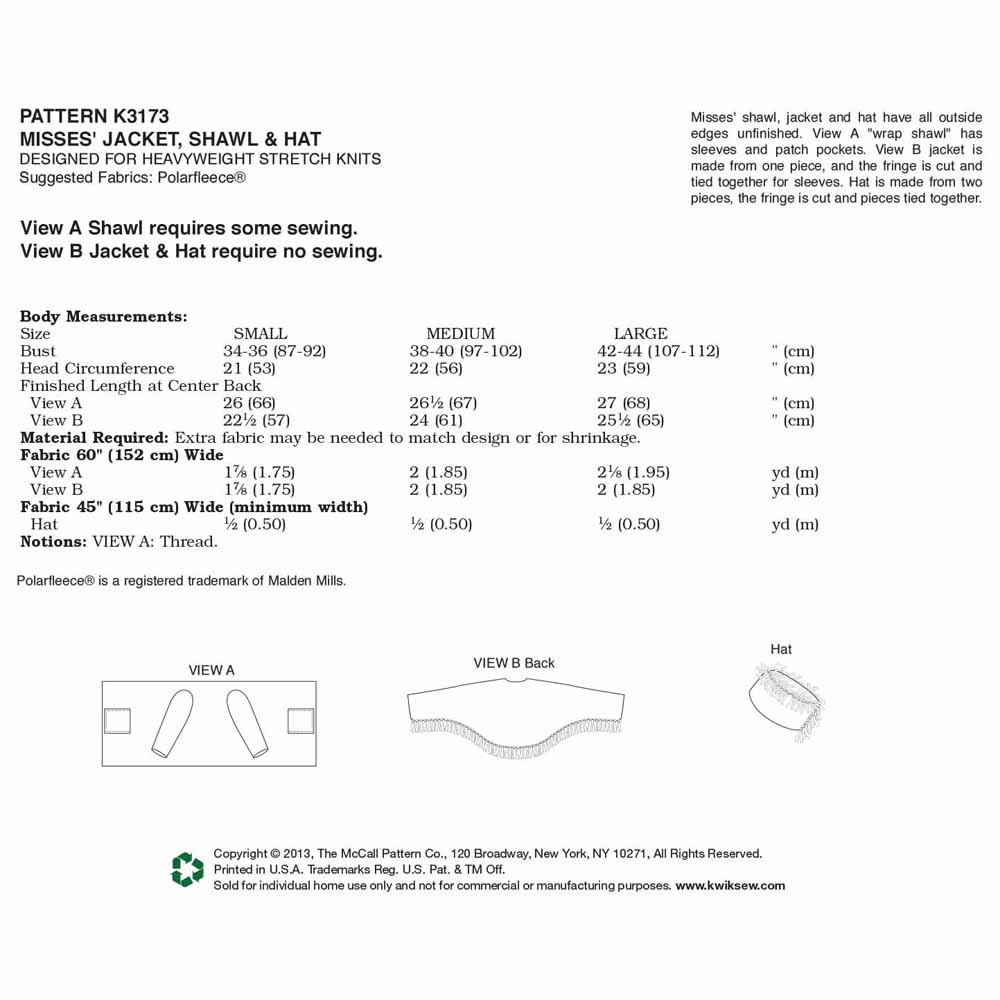 PATTERN K3173
MISSES' JACKET, SHAWL & HAT
DESIGNED FOR HEAVYWEIGHT STRETCH KNITS
Suggested Fabrics: Polarfleece®
View A Shawl requires some sewing.
View B Jacket & Hat require no sewing.
Misses' shawl, jacket and hat have all outside
edges unfinished. View A "wrap shawl" has
sleeves and patch pockets. View B jacket is
made from one piece, and the fringe is cut and
tied together for sleeves. Hat is made from two
pieces, the fringe is cut and pieces tied together.
Body Measurements:
Size SMALL MEDIUM LARGE
Bust 34-36 (87-92) 38-40 (97-102) 42-44 (107-112) " (cm)
Head Circumference 21 (53) 22 (56) 23 (59) " (cm)
Finished Length at Center Back
View A 26 (66) 26½ (67) 27 (68) " (cm)
View B 22½ (57) 24 (61) 25½ (65) " (cm)
Material Required: Extra fabric may be needed to match design or for shrinkage.
Fabric 60" (152 cm) Wide
View A 1⅞ (1.75) 2 (1.85) 2⅛ (1.95) yd (m)
View B 1⅞ (1.75) 2 (1.85) 2 (1.85) yd (m)
Fabric 45" (115 cm) Wide (minimum width)
Hat ½ (0.50) ½ (0.50) ½ (0.50) yd (m)
Notions: VIEW A: Thread.
Polarfleece® is a registered trademark of Malden Mills.
VIEW A
VIEW B Back
Hat
Copyright © 2013, The McCall Pattern Co., 120 Broadway, New York, NY 10271, All Rights Reserved.
Printed in U.S.A. Trademarks Reg. U.S. Pat. & TM Off.
Sold for individual home use only and not for commercial or manufacturing purposes. www.kwiksew.com